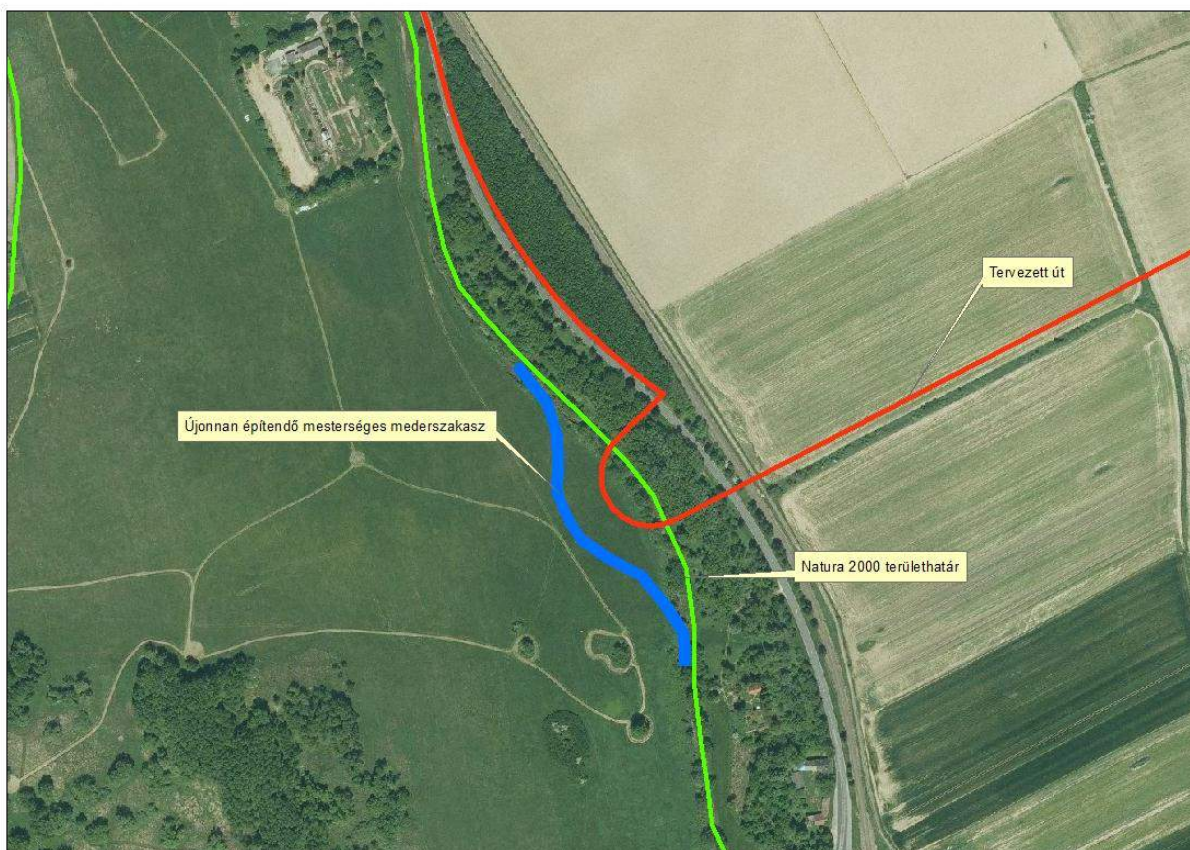 Tervezett út
Újonnan építendő mesterséges mederszakasz
Natura 2000 területhatár